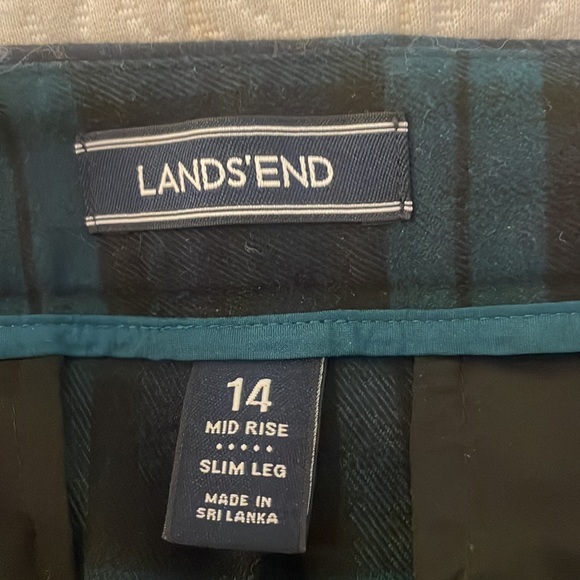 LANDS'END
14
MID RISE
SLIM LEG
MADE IN
SRI LANKA